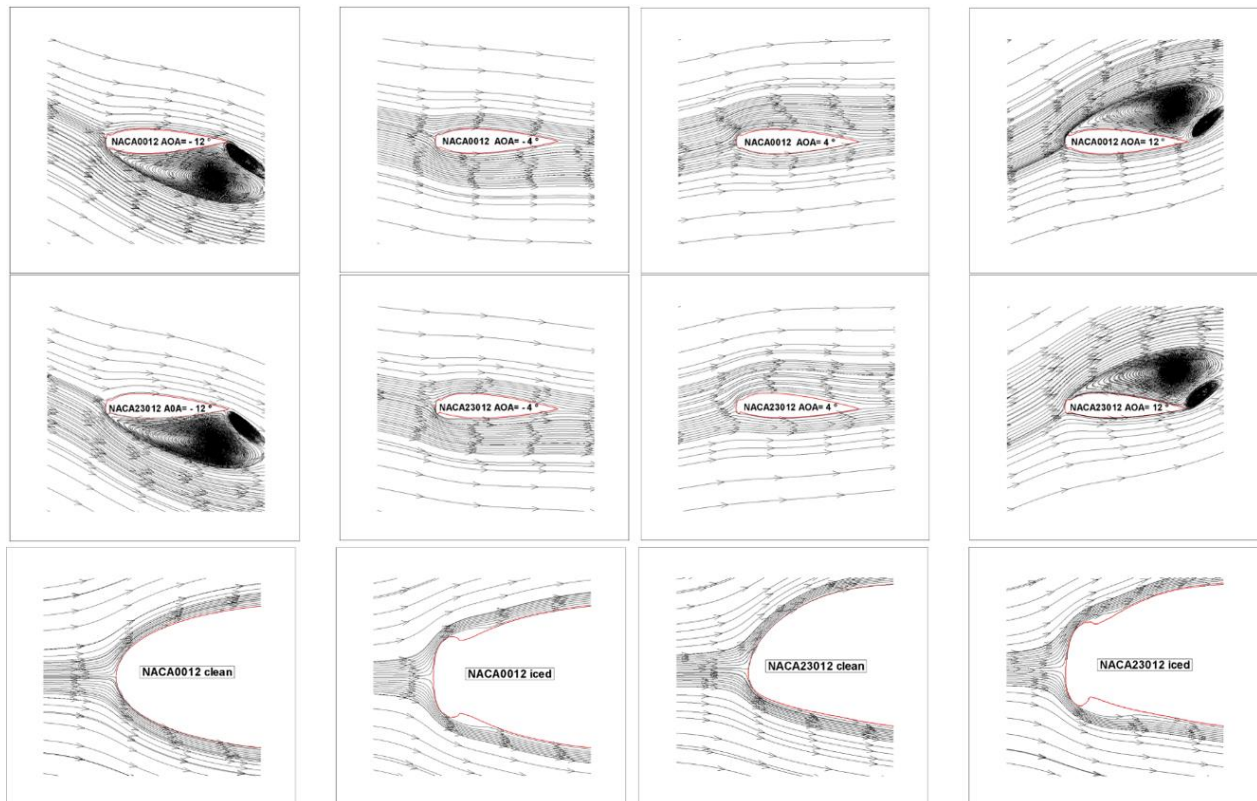 NACA0012 AOA= - 12 °
NACA0012 AOA= - 4 °
NACA0012 AOA= 4 °
NACA0012 AOA= 12 °
NACA23012 A0A= - 12 °
NACA23012 AOA= - 4 °
NACA23012 AOA= 4 °
NACA23012 AOA= 12 °
NACA0012 clean
NACA0012 iced
NACA23012 clean
NACA23012 iced